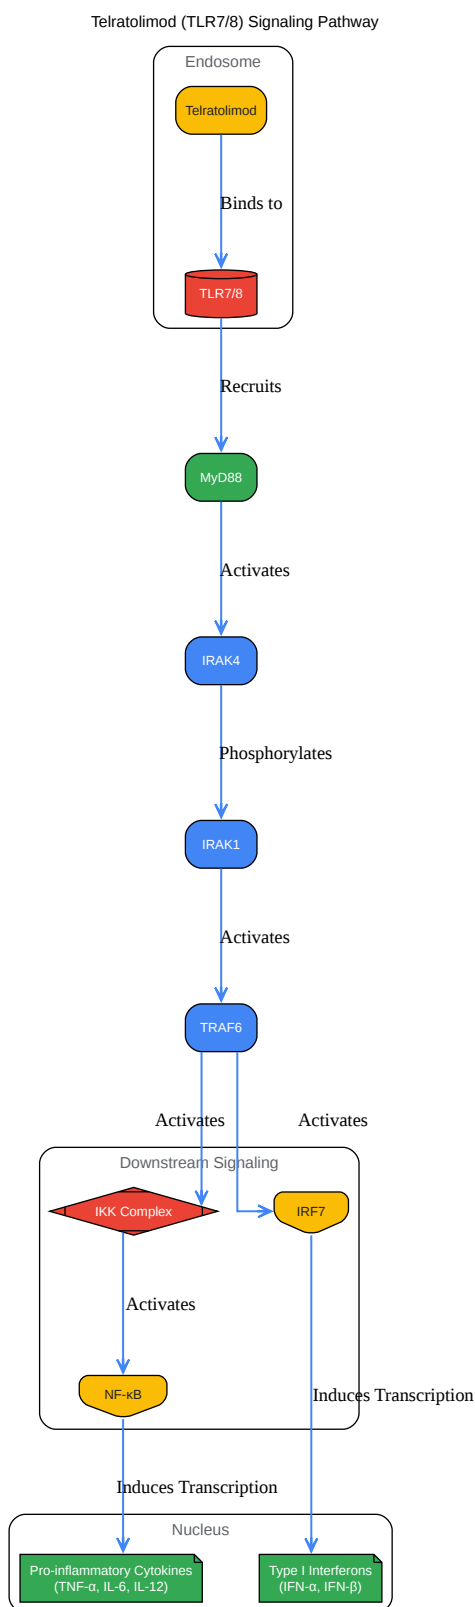 Telratolimod (TLR7/8) Signaling Pathway
Endosome
Telratolimod
Binds to
TLR7/8
Recruits
MyD88
Activates
IRAK4
Phosphorylates
IRAK1
Activates
TRAF6
Activates
Activates
Downstream Signaling
IKK Complex
IRF7
Activates
NF-κB
Induces Transcription
Induces Transcription
Nucleus
Pro-inflammatory Cytokines
(TNF-α, IL-6, IL-12)
Type I Interferons
(IFN-α, IFN-β)